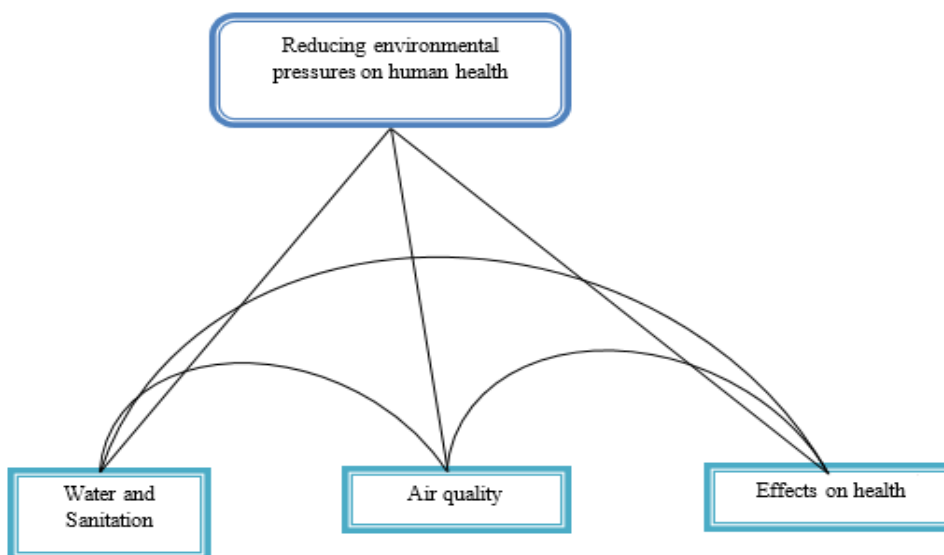 Reducing environmental
pressures on human health
Water and
Sanitation
Air quality
Effects on health